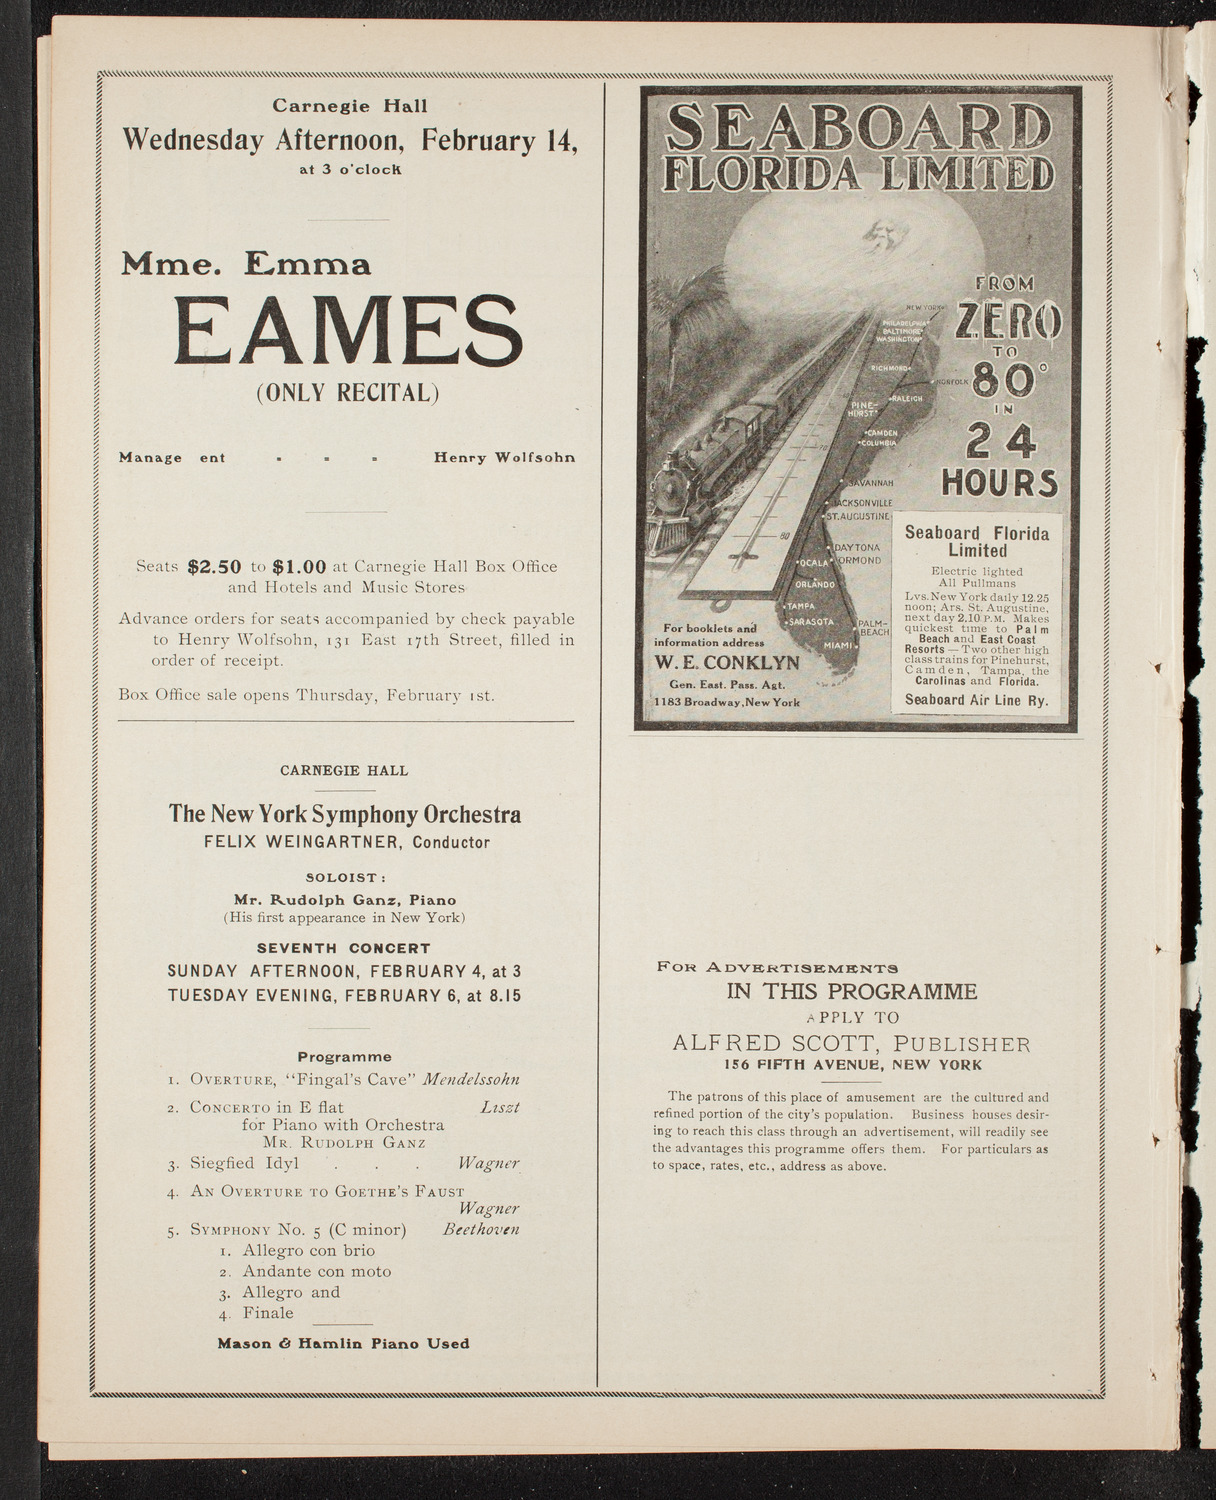 Carnegie Hall
Wednesday Afternoon, February 14,
at 3 o'clock
Mme. Emma
EAMES
(ONLY RECITAL)
Manage ent - - - Henry Wolfsohn
Seats $2.50 to $1.00 at Carnegie Hall Box Office
and Hotels and Music Stores
Advance orders for seats accompanied by check payable
to Henry Wolfsohn, 131 East 17th Street, filled in
order of receipt.
Box Office sale opens Thursday, February 1st.
CARNEGIE HALL
The New York Symphony Orchestra
FELIX WEINGARTNER, Conductor
SOLOIST:
Mr. Rudolph Ganz, Piano
(His first appearance in New York)
SEVENTH CONCERT
SUNDAY AFTERNOON, FEBRUARY 4, at 3
TUESDAY EVENING, FEBRUARY 6, at 8.15
Programme
1. OVERTURE, "Fingal's Cave" Mendelssohn
2. CONCERTO in E flat Liszt
for Piano with Orchestra
MR. RUDOLPH GANZ
3. Siegfied Idyl . . . Wagner
4. AN OVERTURE TO GOETHE'S FAUST
Wagner
5. SYMPHONY No. 5 (C minor) Beethoven
1. Allegro con brio
2. Andante con moto
3. Allegro and
4. Finale
Mason & Hamlin Piano Used
SEABOARD
FLORIDA LIMITED
FROM
ZERO
TO
80°
IN
24
HOURS
NEW YORK
PHILADELPHIA
BALTIMORE
WASHINGTON
RICHMOND
NORFOLK
RALEIGH
PINE-
HURST
CAMDEN
COLUMBIA
70
SAVANNAH
JACKSONVILLE
ST. AUGUSTINE
80
DAYTONA
OCALA ORMOND
ORLANDO
TAMPA
SARASOTA
PALM-
BEACH
MIAMI
For booklets and
information address
W. E. CONKLYN
Gen. East. Pass. Agt.
1183 Broadway, New York
Seaboard Florida
Limited
Electric lighted
All Pullmans
Lvs. New York daily 12.25
noon; Ars. St. Augustine,
next day 2.10 P.M. Makes
quickest time to Palm
Beach and East Coast
Resorts — Two other high
class trains for Pinehurst,
Camden, Tampa, the
Carolinas and Florida.
Seaboard Air Line Ry.
FOR ADVERTISEMENTS
IN THIS PROGRAMME
APPLY TO
ALFRED SCOTT, PUBLISHER
156 FIFTH AVENUE, NEW YORK
The patrons of this place of amusement are the cultured and
refined portion of the city's population. Business houses desir-
ing to reach this class through an advertisement, will readily see
the advantages this programme offers them. For particulars as
to space, rates, etc., address as above.